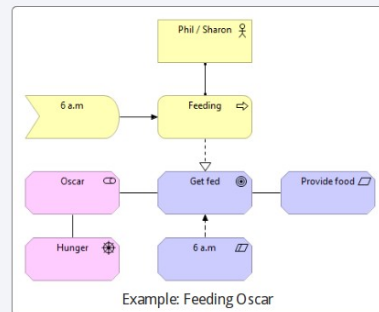 Phil / Sharon
6 a.m
Feeding
Oscar
Get fed
Provide food
Hunger
6 a.m
Example: Feeding Oscar